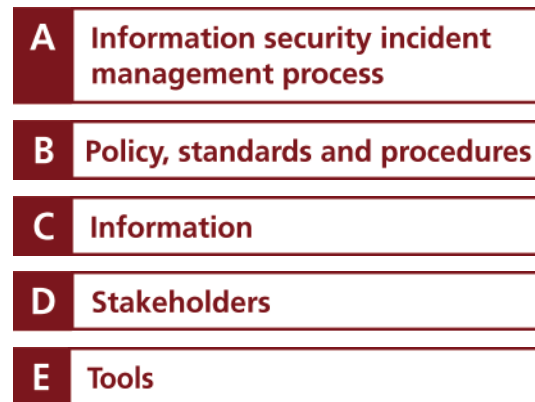 A Information security incident
management process
B Policy, standards and procedures
C Information
D Stakeholders
E Tools